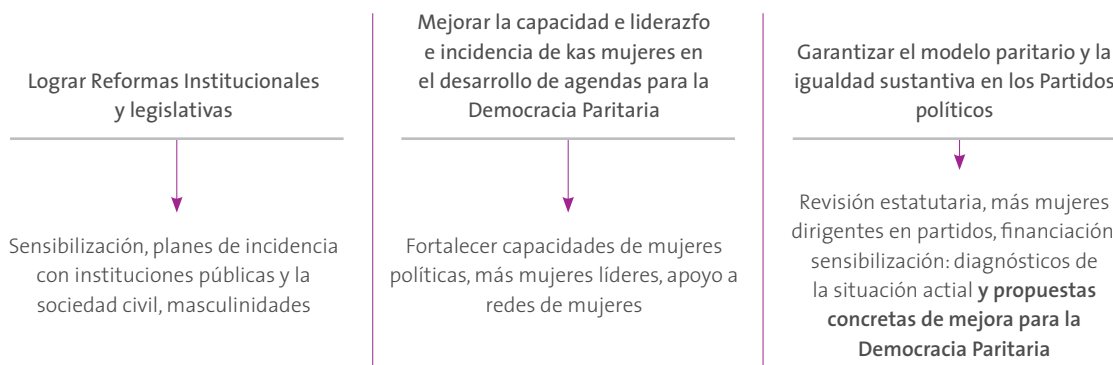 Lograr Reformas Institucionales
y legislativas
Sensibilización, planes de incidencia
con instituciones públicas y la
sociedad civil, masculinidades
Mejorar la capacidad e liderazfo
e incidencia de kas mujeres en
el desarrollo de agendas para la
Democracia Paritaria
Fortalecer capacidades de mujeres
políticas, más mujeres líderes, apoyo a
redes de mujeres
Garantizar el modelo paritario y la
igualdad sustantiva en los Partidos
políticos
Revisión estatutaria, más mujeres
dirigentes en partidos, financiación
sensibilización: diagnósticos de
la situación actial y propuestas
concretas de mejora para la
Democracia Paritaria